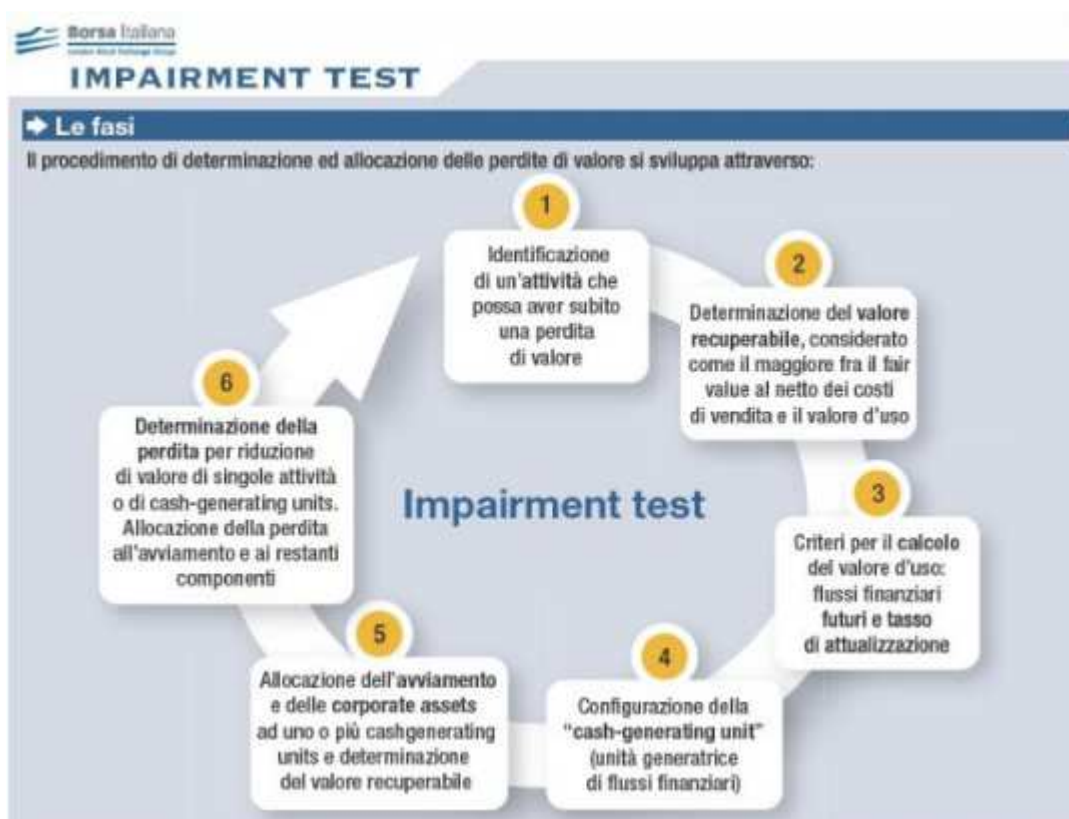 Borsa Italiana
London Stock Exchange Group
IMPAIRMENT TEST
Le fasi
Il procedimento di determinazione ed allocazione delle perdite di valore si sviluppa attraverso:
1
Identificazione
di un'attività che
possa aver subito
una perdita
di valore
2
Determinazione del valore
recuperabile, considerato
come il maggiore fra il fair
value al netto dei costi
di vendita e il valore d'uso
3
Criteri per il calcolo
del valore d'uso:
flussi finanziari
futuri e tasso
di attualizzazione
4
Configurazione della
"cash-generating unit"
(unità generatrice
di flussi finanziari)
5
Allocazione dell'avviamento
e delle corporate assets
ad uno o più cashgenerating
units e determinazione
del valore recuperabile
6
Determinazione della
perdita per riduzione
di valore di singole attività
o di cash-generating units.
Allocazione della perdita
all'avviamento e ai restanti
componenti
Impairment test